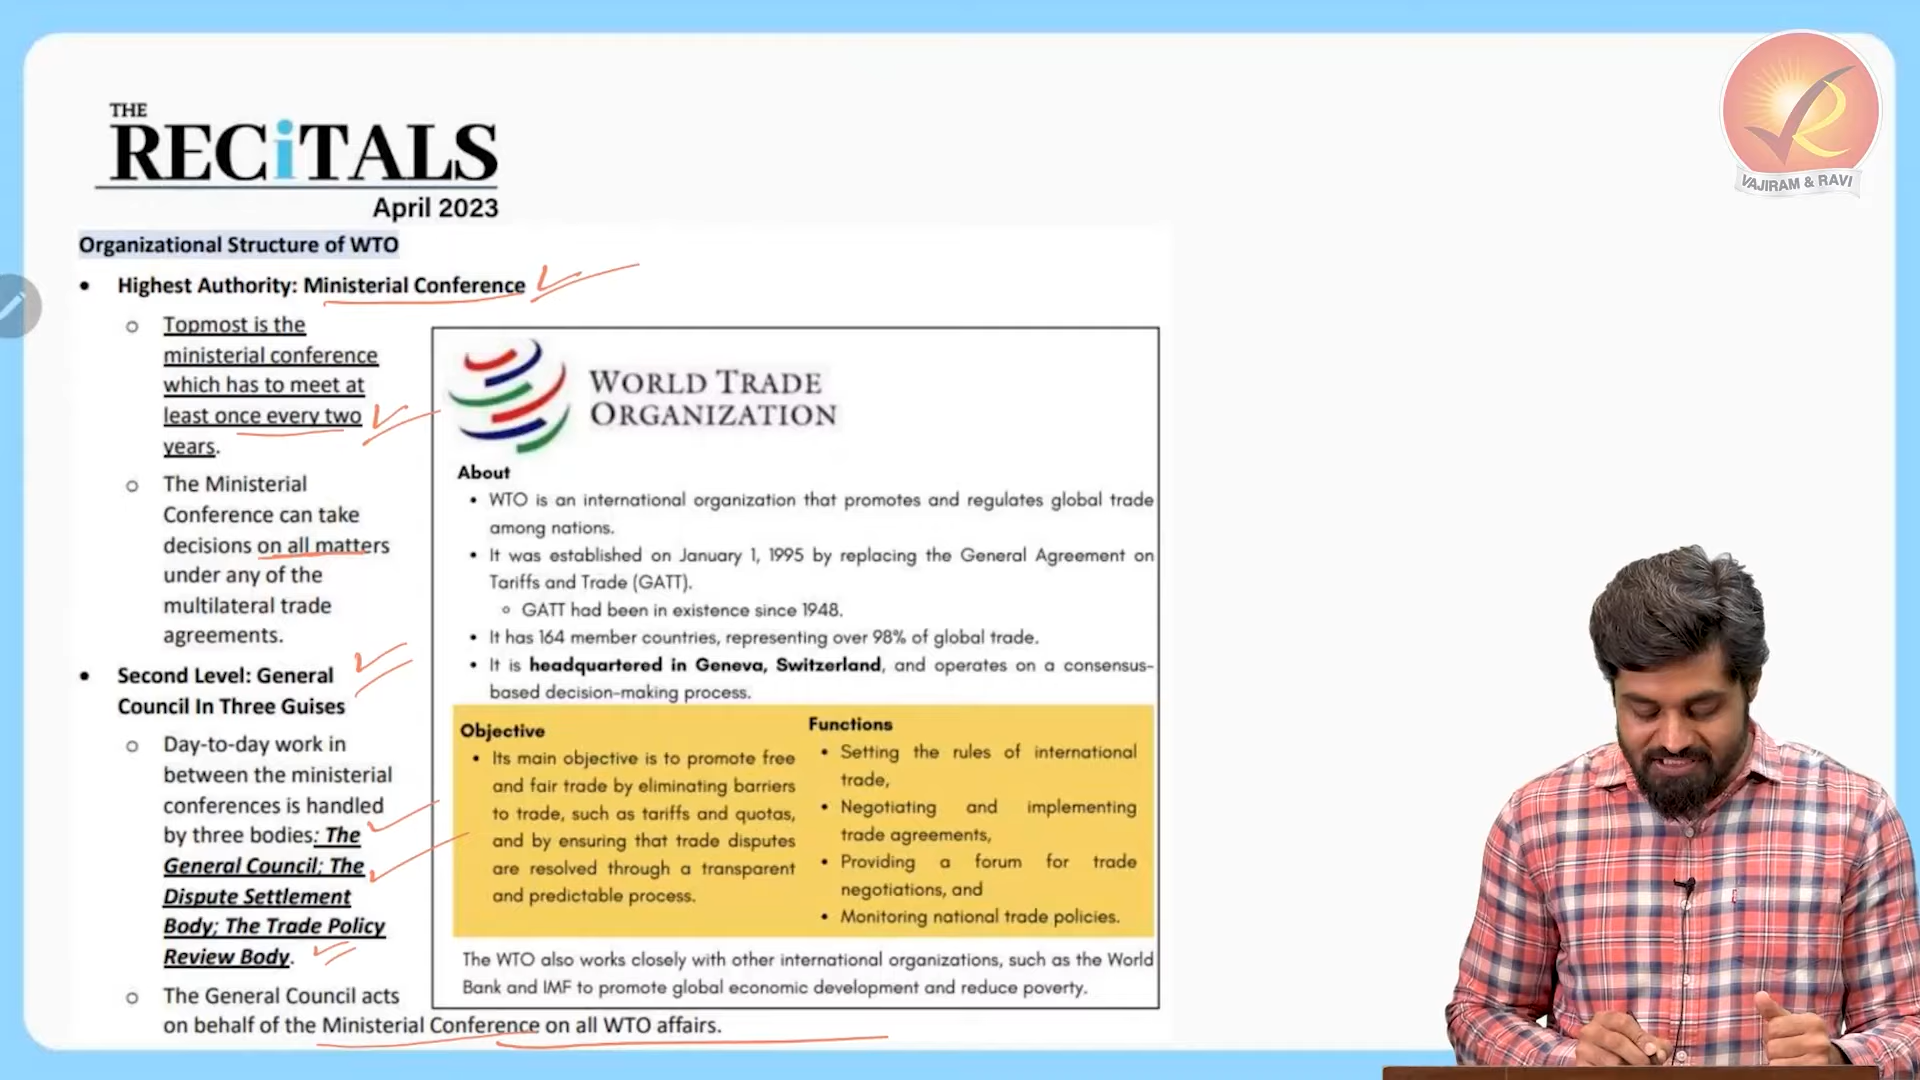 THE
RECiTALS
April 2023
VAJIRAM & RAVI
Organizational Structure of WTO
• Highest Authority: Ministerial Conference
o Topmost is the
ministerial conference
which has to meet at
least once every two
years.
o The Ministerial
Conference can take
decisions on all matters
under any of the
multilateral trade
agreements.
• Second Level: General
Council In Three Guises
o Day-to-day work in
between the ministerial
conferences is handled
by three bodies: The
General Council; The
Dispute Settlement
Body; The Trade Policy
Review Body.
o The General Council acts
on behalf of the Ministerial Conference on all WTO affairs.
WORLD TRADE
ORGANIZATION
About
• WTO is an international organization that promotes and regulates global trade
among nations.
• It was established on January 1, 1995 by replacing the General Agreement on
Tariffs and Trade (GATT).
o GATT had been in existence since 1948.
• It has 164 member countries, representing over 98% of global trade.
• It is headquartered in Geneva, Switzerland, and operates on a consensus-
based decision-making process.
Objective
• Its main objective is to promote free
and fair trade by eliminating barriers
to trade, such as tariffs and quotas,
and by ensuring that trade disputes
are resolved through a transparent
and predictable process.
Functions
• Setting the rules of international
trade,
• Negotiating and implementing
trade agreements,
• Providing a forum for trade
negotiations, and
• Monitoring national trade policies.
The WTO also works closely with other international organizations, such as the World
Bank and IMF to promote global economic development and reduce poverty.